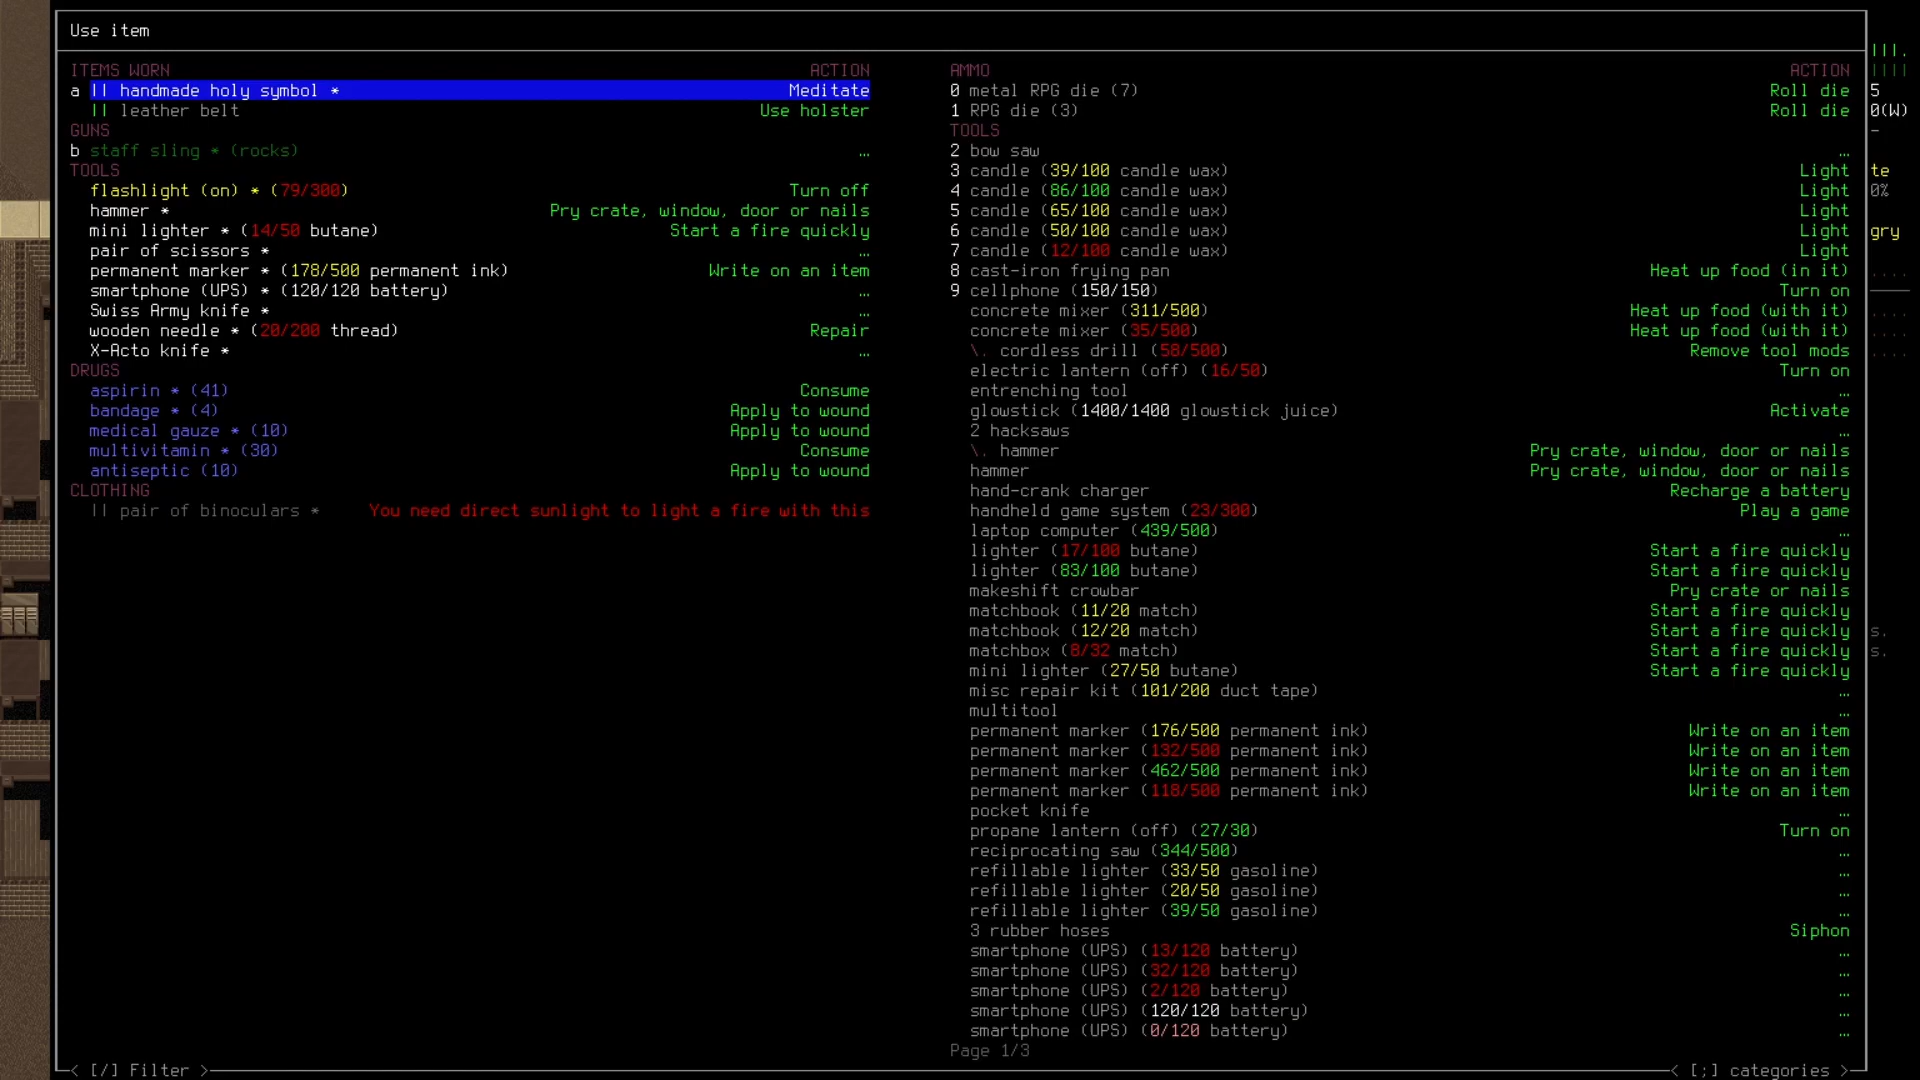 Use item
ITEMS WORN ACTION
a || handmade holy symbol * Meditate
|| leather belt Use holster
GUNS
b staff sling * (rocks) …
TOOLS
flashlight (on) * (79/300) Turn off
hammer * Pry crate, window, door or nails
mini lighter * (14/50 butane) Start a fire quickly
pair of scissors * …
permanent marker * (178/500 permanent ink) Write on an item
smartphone (UPS) * (120/120 battery) …
Swiss Army knife * …
wooden needle * (20/200 thread) Repair
X-Acto knife * …
DRUGS
aspirin * (41) Consume
bandage * (4) Apply to wound
medical gauze * (10) Apply to wound
multivitamin * (30) Consume
antiseptic (10) Apply to wound
CLOTHING
|| pair of binoculars * You need direct sunlight to light a fire with this
AMMO ACTION
0 metal RPG die (7) Roll die
1 RPG die (3) Roll die
TOOLS
2 bow saw …
3 candle (39/100 candle wax) Light
4 candle (86/100 candle wax) Light
5 candle (65/100 candle wax) Light
6 candle (50/100 candle wax) Light
7 candle (12/100 candle wax) Light
8 cast-iron frying pan Heat up food (in it)
9 cellphone (150/150) Turn on
concrete mixer (311/500) Heat up food (with it)
concrete mixer (35/500) Heat up food (with it)
\. cordless drill (58/500) Remove tool mods
electric lantern (off) (16/50) Turn on
entrenching tool …
glowstick (1400/1400 glowstick juice) Activate
2 hacksaws …
\. hammer Pry crate, window, door or nails
hammer Pry crate, window, door or nails
hand-crank charger Recharge a battery
handheld game system (23/300) Play a game
laptop computer (439/500) …
lighter (17/100 butane) Start a fire quickly
lighter (83/100 butane) Start a fire quickly
makeshift crowbar Pry crate or nails
matchbook (11/20 match) Start a fire quickly
matchbook (12/20 match) Start a fire quickly
matchbox (8/32 match) Start a fire quickly
mini lighter (27/50 butane) Start a fire quickly
misc repair kit (101/200 duct tape) …
multitool …
permanent marker (176/500 permanent ink) Write on an item
permanent marker (132/500 permanent ink) Write on an item
permanent marker (462/500 permanent ink) Write on an item
permanent marker (118/500 permanent ink) Write on an item
pocket knife …
propane lantern (off) (27/30) Turn on
reciprocating saw (344/500) …
refillable lighter (33/50 gasoline) …
refillable lighter (20/50 gasoline) …
refillable lighter (39/50 gasoline) …
3 rubber hoses Siphon
smartphone (UPS) (13/120 battery) …
smartphone (UPS) (32/120 battery) …
smartphone (UPS) (2/120 battery) …
smartphone (UPS) (120/120 battery) …
smartphone (UPS) (0/120 battery) …
Page 1/3
< [/] Filter >
< [;] categories >
|||.
||||
5
0(W)
-
te
0%
gry
....
....
....
....
s.
s.